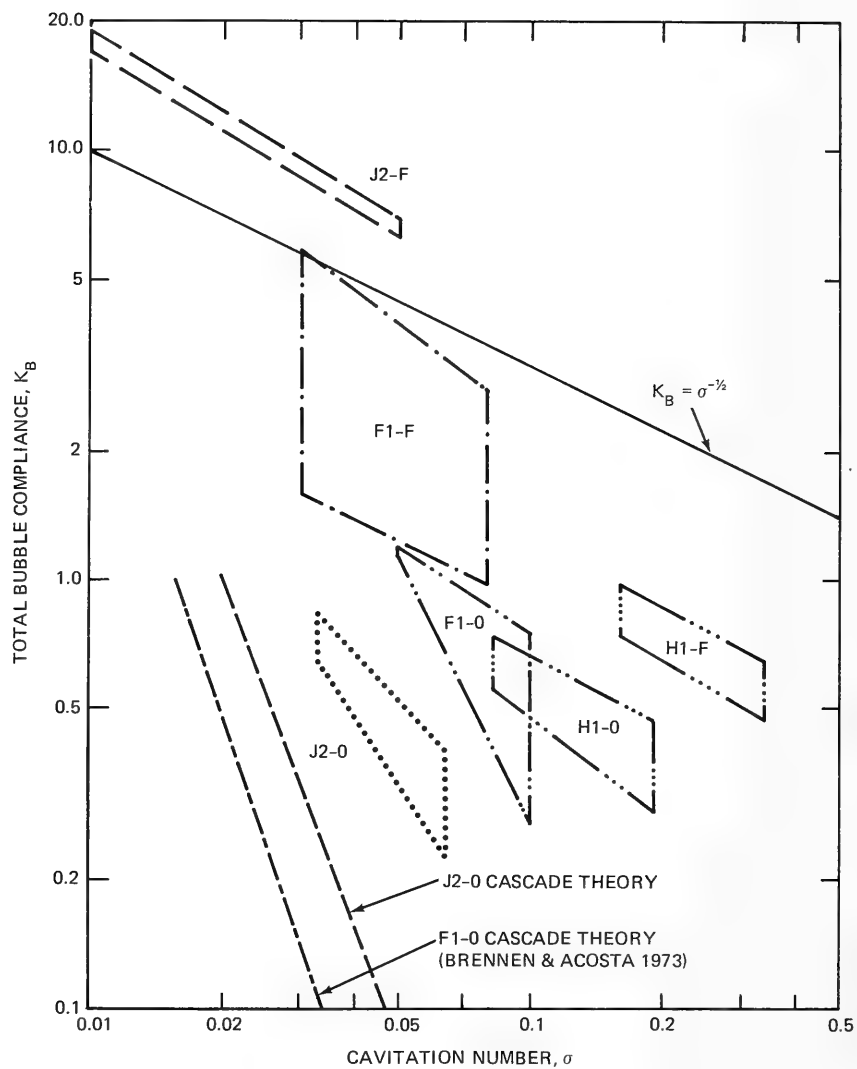 20.0
10.0
5
2
1.0
0.5
0.2
0.1
TOTAL BUBBLE COMPLIANCE, K_B
J2-F
K_B = σ^{-½}
F1-F
F1-0
H1-F
H1-0
J2-0
J2-0 CASCADE THEORY
F1-0 CASCADE THEORY
(BRENNEN & ACOSTA 1973)
0.01
0.02
0.05
0.1
0.2
0.5
CAVITATION NUMBER, σ